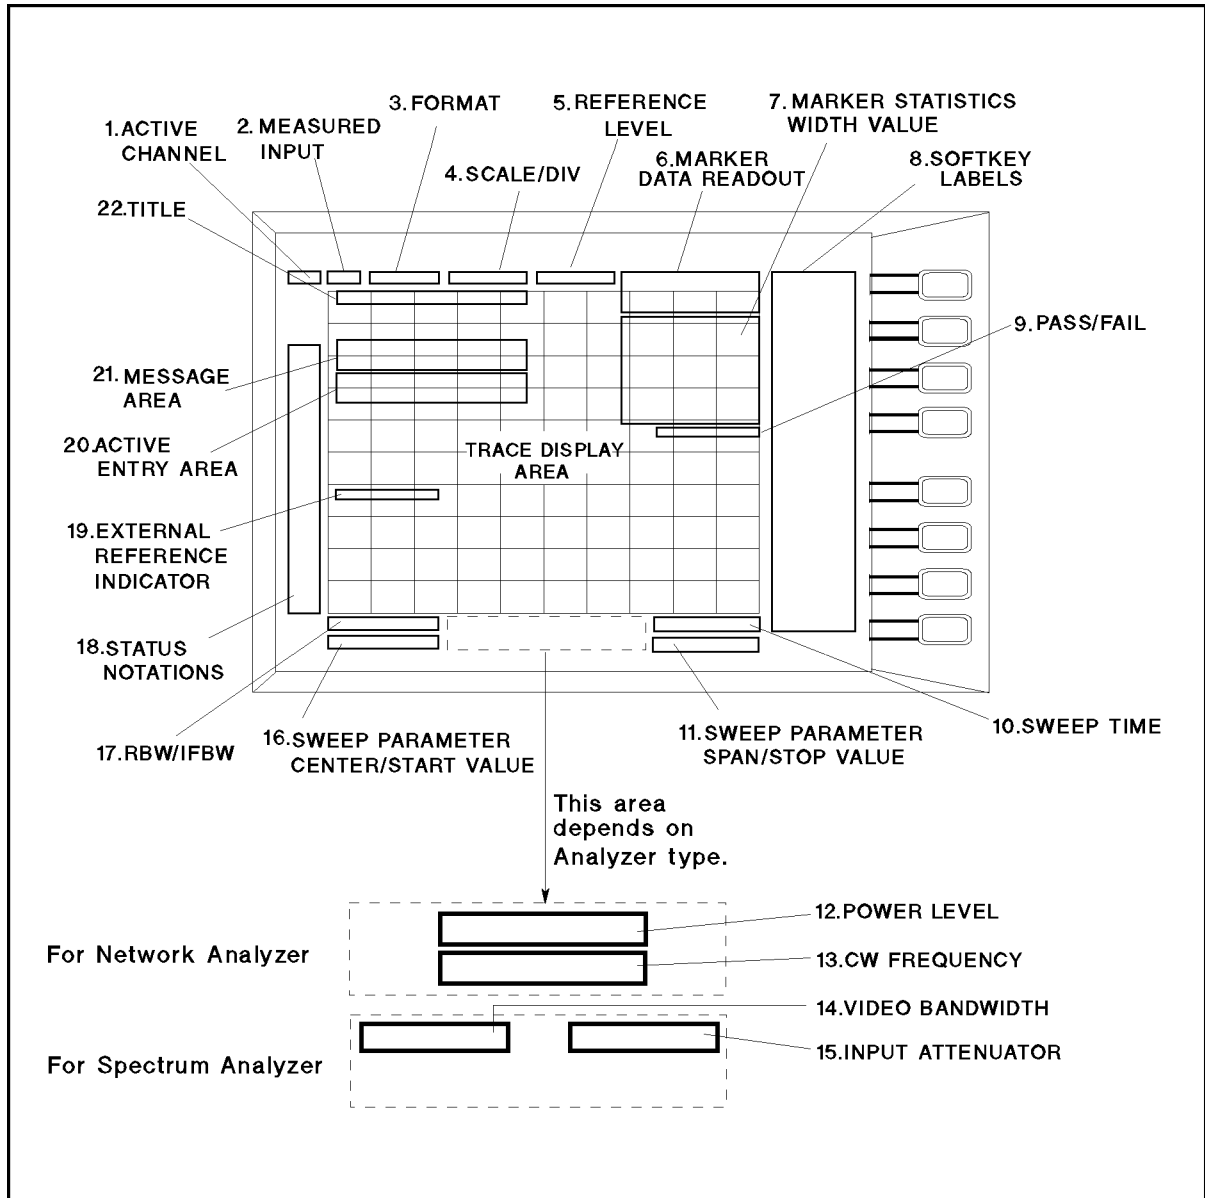 1.ACTIVE
CHANNEL
2. MEASURED
INPUT
3. FORMAT
4.SCALE/DIV
5. REFERENCE
LEVEL
6.MARKER
DATA READOUT
7. MARKER STATISTICS
WIDTH VALUE
8.SOFTKEY
LABELS
22.TITLE
9. PASS/FAIL
21. MESSAGE
AREA
20.ACTIVE
ENTRY AREA
TRACE DISPLAY
AREA
19.EXTERNAL
REFERENCE
INDICATOR
18.STATUS
NOTATIONS
17.RBW/IFBW
16.SWEEP PARAMETER
CENTER/START VALUE
11.SWEEP PARAMETER
SPAN/STOP VALUE
10.SWEEP TIME
This area
depends on
Analyzer type.
For Network Analyzer
12.POWER LEVEL
13.CW FREQUENCY
14.VIDEO BANDWIDTH
For Spectrum Analyzer
15.INPUT ATTENUATOR